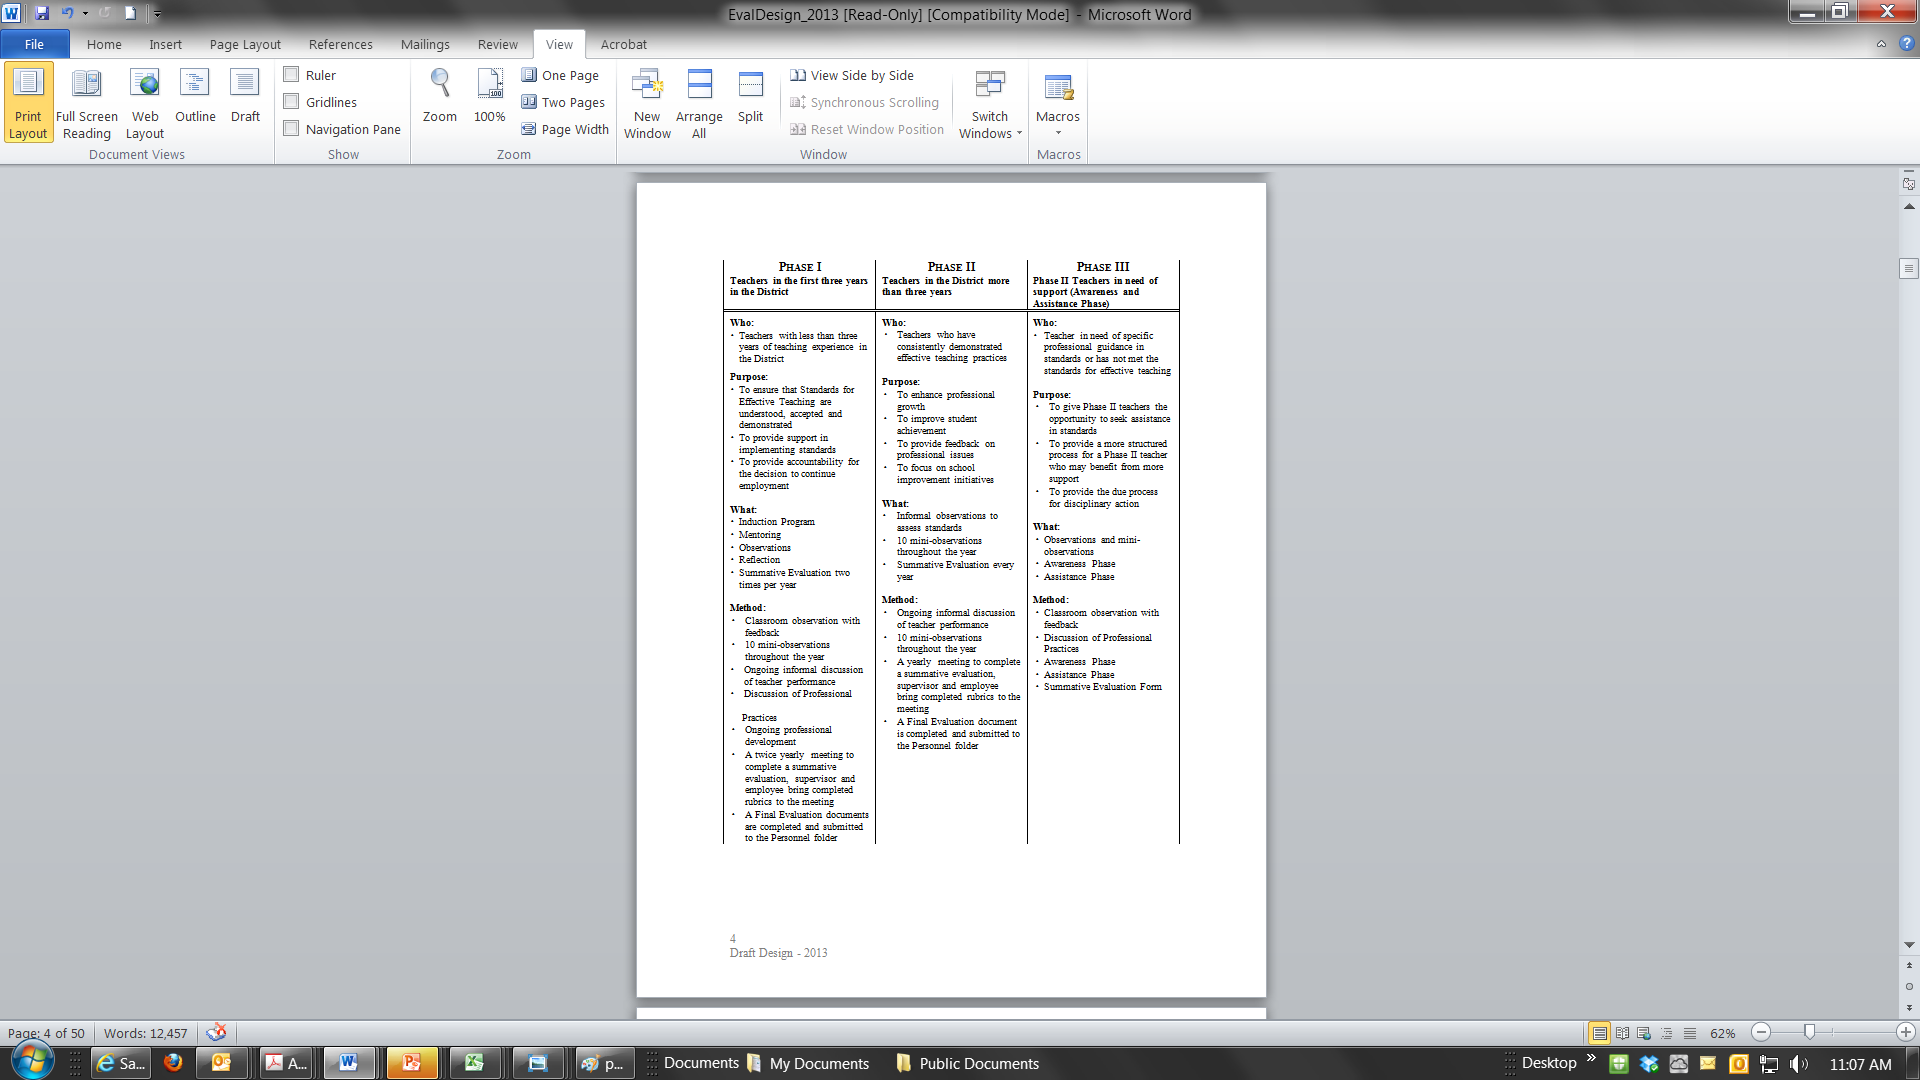 EvalDesign_2013 [Read-Only] [Compatibility Mode] - Microsoft Word
File Home Insert Page Layout References Mailings Review View Acrobat
Print Layout
Full Screen Reading
Web Layout
Outline
Draft
Document Views
Ruler
Gridlines
Navigation Pane
Show
Zoom
100%
One Page
Two Pages
Page Width
Zoom
New Window
Arrange All
Split
View Side by Side
Synchronous Scrolling
Reset Window Position
Window
Switch Windows
Macros
Macros
PHASE I
Teachers in the first three years
in the District
Who:
• Teachers with less than three
years of teaching experience in
the District
Purpose:
• To ensure that Standards for
Effective Teaching are
understood, accepted and
demonstrated
• To provide support in
implementing standards
• To provide accountability for
the decision to continue
employment
What:
• Induction Program
• Mentoring
• Observations
• Reflection
• Summative Evaluation two
times per year
Method:
• Classroom observation with
feedback
• 10 mini-observations
throughout the year
• Ongoing informal discussion
of teacher performance
• Discussion of Professional
Practices
• Ongoing professional
development
• A twice yearly meeting to
complete a summative
evaluation, supervisor and
employee bring completed
rubrics to the meeting
• A Final Evaluation documents
are completed and submitted
to the Personnel folder
PHASE II
Teachers in the District more
than three years
Who:
• Teachers who have
consistently demonstrated
effective teaching practices
Purpose:
• To enhance professional
growth
• To improve student
achievement
• To provide feedback on
professional issues
• To focus on school
improvement initiatives
What:
• Informal observations to
assess standards
• 10 mini-observations
throughout the year
• Summative Evaluation every
year
Method:
• Ongoing informal discussion
of teacher performance
• 10 mini-observations
throughout the year
• A yearly meeting to complete
a summative evaluation,
supervisor and employee
bring completed rubrics to the
meeting
• A Final Evaluation document
is completed and submitted to
the Personnel folder
PHASE III
Phase II Teachers in need of
support (Awareness and
Assistance Phase)
Who:
• Teacher in need of specific
professional guidance in
standards or has not met the
standards for effective teaching
Purpose:
• To give Phase II teachers the
opportunity to seek assistance
in standards
• To provide a more structured
process for a Phase II teacher
who may benefit from more
support
• To provide the due process
for disciplinary action
What:
• Observations and mini-
observations
• Awareness Phase
• Assistance Phase
Method:
• Classroom observation with
feedback
• Discussion of Professional
Practices
• Awareness Phase
• Assistance Phase
• Summative Evaluation Form
4
Draft Design - 2013
Page: 4 of 50 Words: 12,457 62%
Sa... A... p... Documents My Documents Public Documents Desktop 11:07 AM